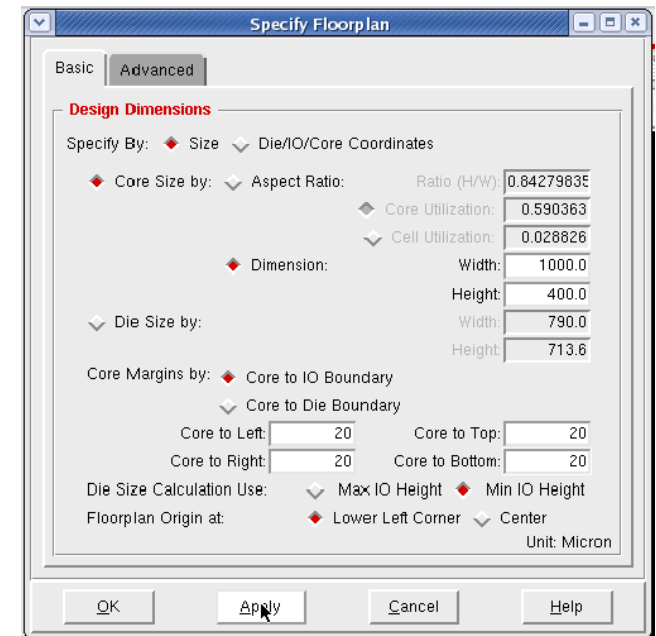 Specify Floorplan
Basic Advanced
Design Dimensions
Specify By: Size Die/IO/Core Coordinates
Core Size by: Aspect Ratio: Ratio (H/W): 0.84279835
Core Utilization: 0.590363
Cell Utilization: 0.028826
Dimension: Width: 1000.0
Height: 400.0
Die Size by: Width: 790.0
Height: 713.6
Core Margins by: Core to IO Boundary
Core to Die Boundary
Core to Left: 20 Core to Top: 20
Core to Right: 20 Core to Bottom: 20
Die Size Calculation Use: Max IO Height Min IO Height
Floorplan Origin at: Lower Left Corner Center
Unit: Micron
OK Apply Cancel Help